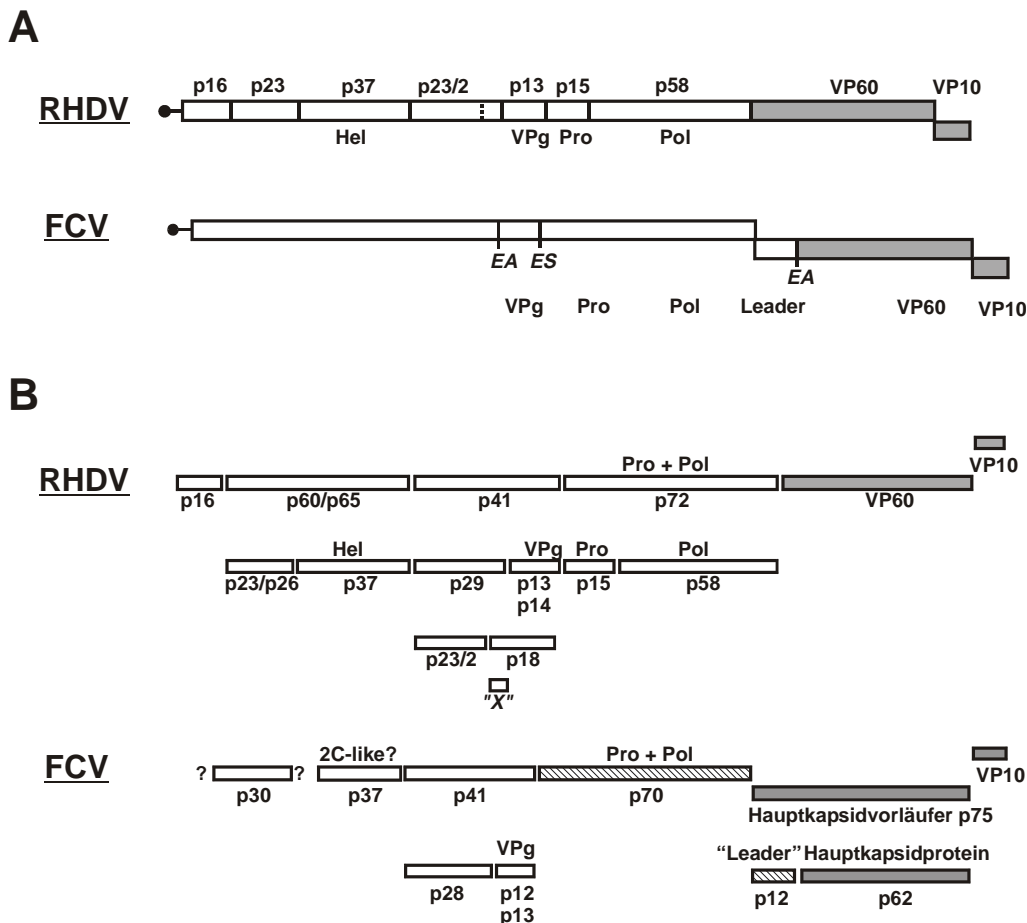 A
p16 p23 p37 p23/2 p13 p15 p58 VP60 VP10
RHDV
Hel VPg Pro Pol
FCV
EA ES EA
VPg Pro Pol Leader VP60 VP10
B
Pro + Pol VP10
RHDV
p16 p60/p65 p41 p72 VP60
Hel VPg Pro Pol
p23/p26 p37 p29 p13 p15 p58
p14
p23/2 p18
"X"
2C-like? Pro + Pol
FCV
? ? VP10
p30 p37 p41 p70
Hauptkapsidvorläufer p75
VPg “Leader” Hauptkapsidprotein
p28 p12 p12 p62
p13